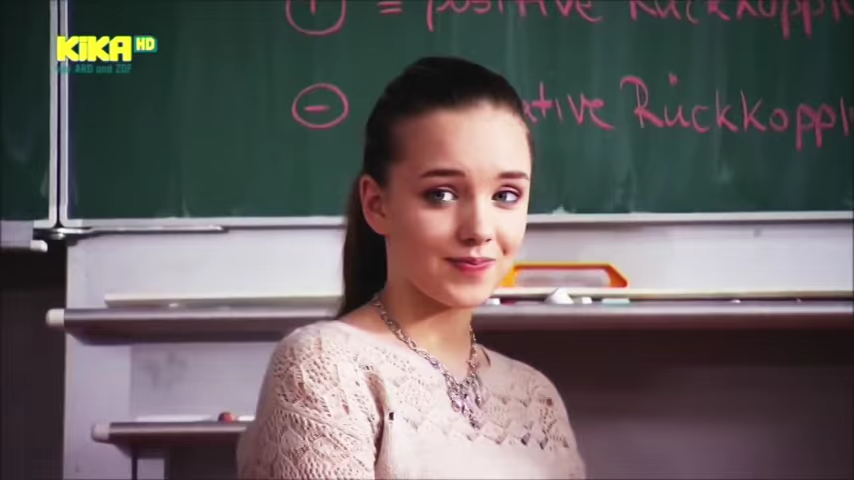 KiKA HD
von ARD und ZDF
+ = positive Rückkoppl
− ative Rückkoppl